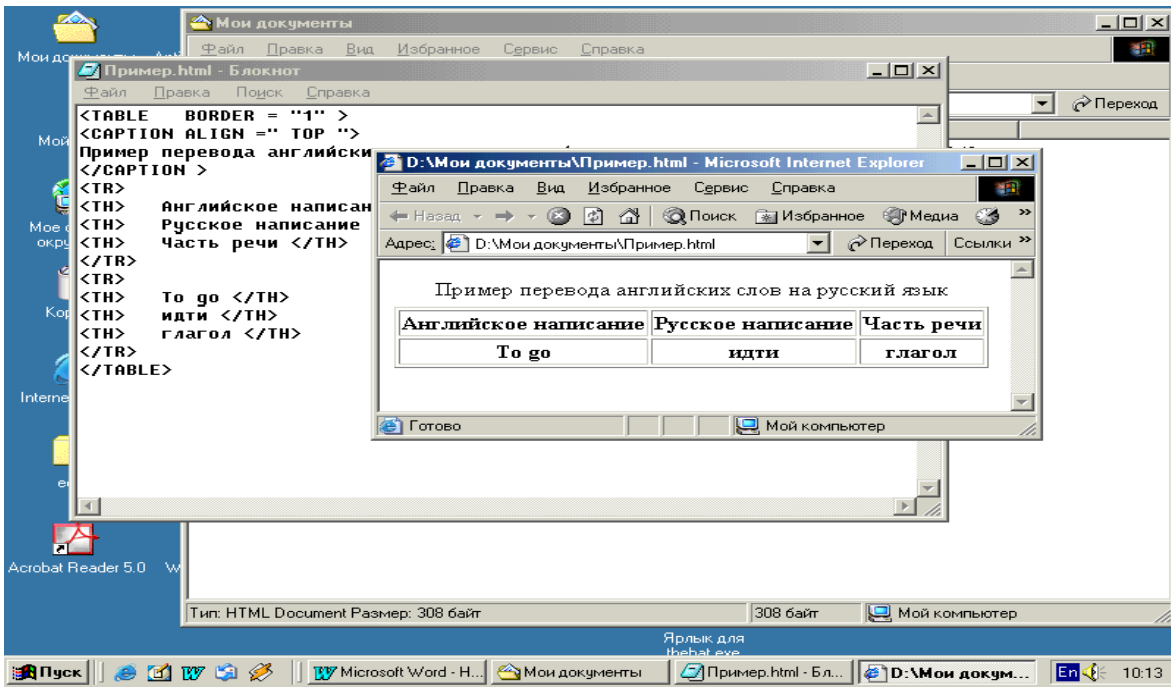 Мои документы
Файл Правка Вид Избранное Сервис Справка
Переход
Пример.html - Блокнот
Файл Правка Поиск Справка
<TABLE BORDER = "1" >
<CAPTION ALIGN =" TOP ">
Пример перевода английски
</CAPTION >
<TR>
<TH> Английское написан
<TH> Русское написание
<TH> Часть речи </TH>
</TR>
<TR>
<TH> To go </TH>
<TH> идти </TH>
<TH> глагол </TH>
</TR>
</TABLE>
D:\Мои документы\Пример.html - Microsoft Internet Explorer
Файл Правка Вид Избранное Сервис Справка
Назад Поиск Избранное Медиа »
Адрес: D:\Мои документы\Пример.html Переход Ссылки »
Пример перевода английских слов на русский язык
Английское написание Русское написание Часть речи
To go идти глагол
Готово Мой компьютер
Acrobat Reader 5.0
Тип: HTML Document Размер: 308 байт 308 байт Мой компьютер
Ярлык для
thebat.exe
Пуск Microsoft Word - Н... Мои документы Пример.html - Бл... D:\Мои докум... En 10:13